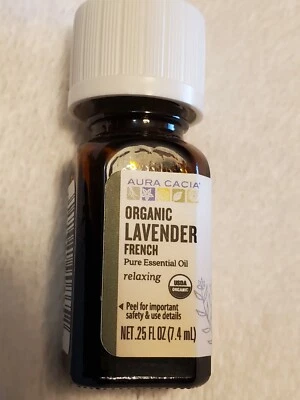 AURA CACIA
ORGANIC
LAVENDER
FRENCH
Pure Essential Oil
relaxing
USDA
ORGANIC
Peel for important
safety & use details
NET .25 FL OZ (7.4 mL)